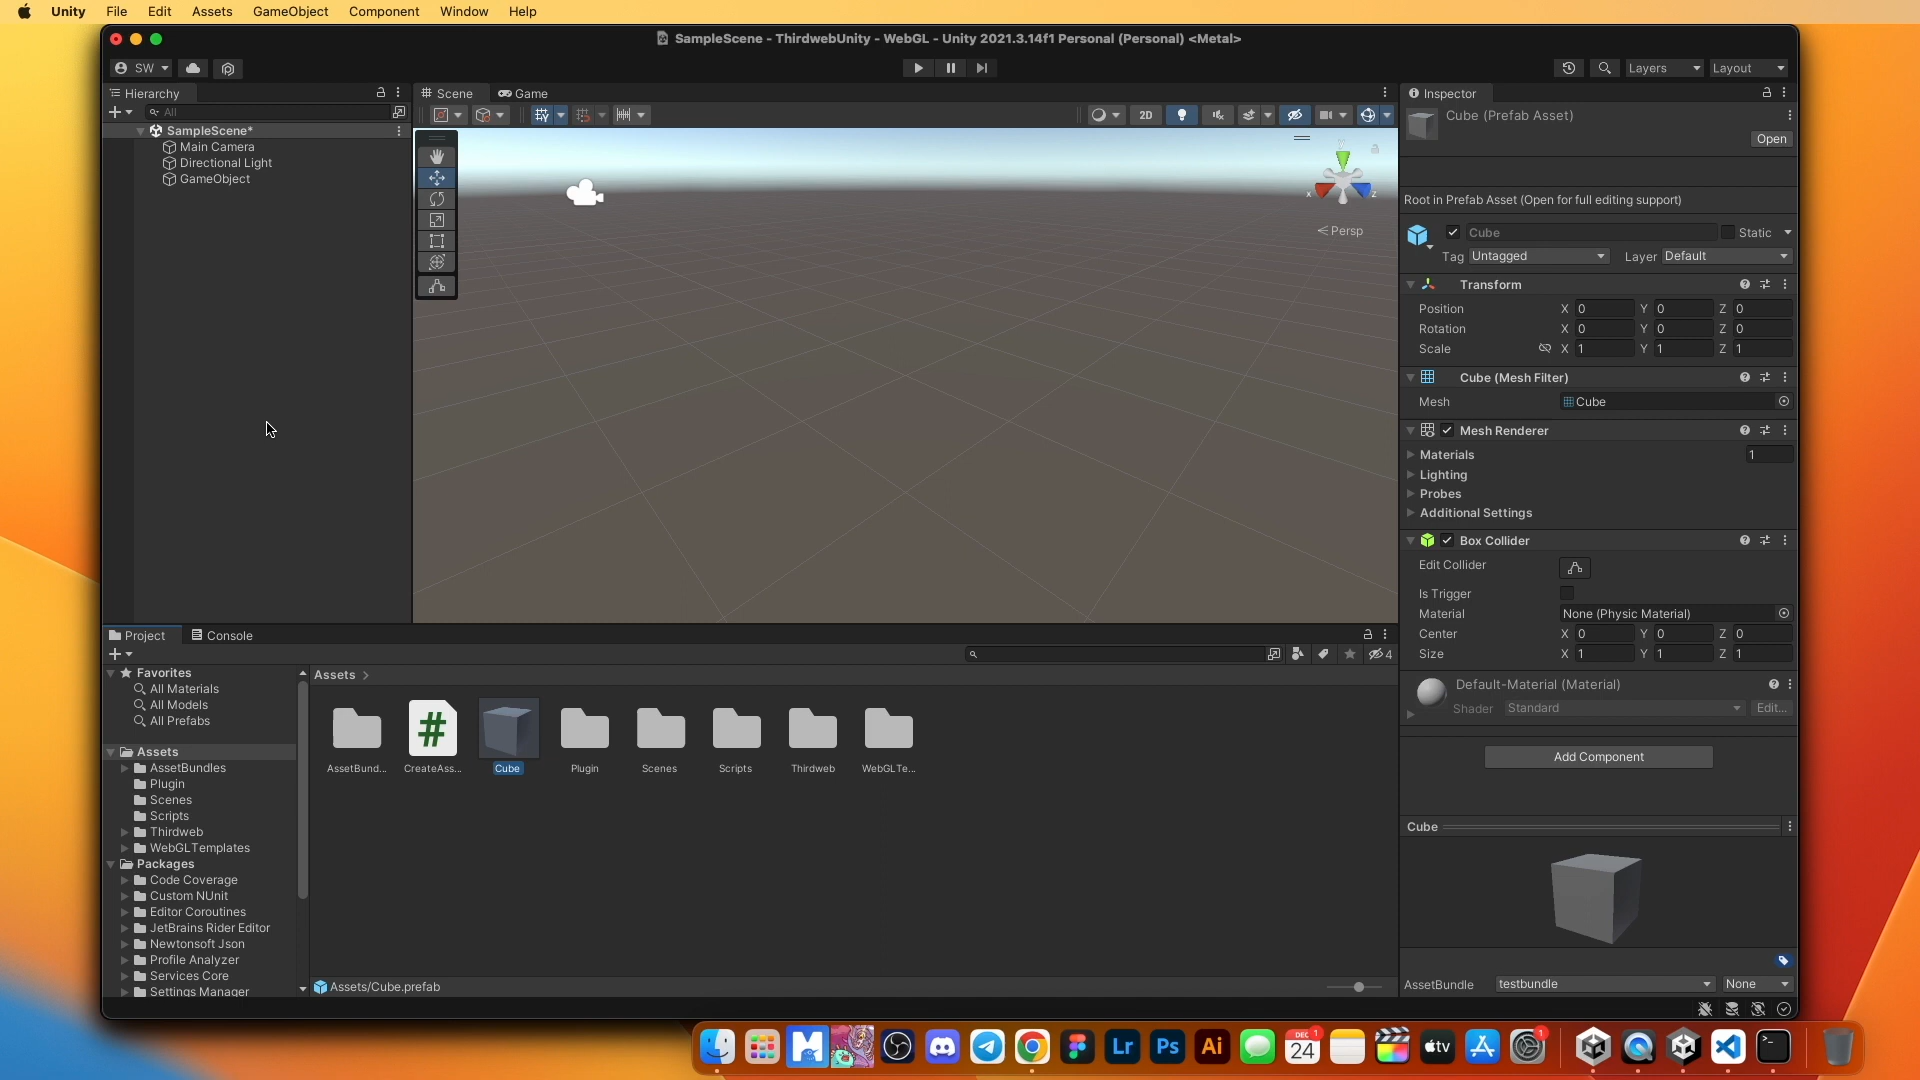 Unity File Edit Assets GameObject Component Window Help
SampleScene - ThirdwebUnity - WebGL - Unity 2021.3.14f1 Personal (Personal) <Metal>
SW
Layers Layout
Hierarchy
All
SampleScene*
Main Camera
Directional Light
GameObject
Scene Game
2D
y
x
z
Persp
Inspector
Cube (Prefab Asset)
Open
Root in Prefab Asset (Open for full editing support)
Cube Static
Tag Untagged Layer Default
Transform
Position X 0 Y 0 Z 0
Rotation X 0 Y 0 Z 0
Scale X 1 Y 1 Z 1
Cube (Mesh Filter)
Mesh Cube
Mesh Renderer
Materials 1
Lighting
Probes
Additional Settings
Box Collider
Edit Collider
Is Trigger
Material None (Physic Material)
Center X 0 Y 0 Z 0
Size X 1 Y 1 Z 1
Default-Material (Material)
Shader Standard Edit...
Add Component
Cube
AssetBundle testbundle None
Project Console
4
Favorites
All Materials
All Models
All Prefabs
Assets
AssetBundles
Plugin
Scenes
Scripts
Thirdweb
WebGLTemplates
Packages
Code Coverage
Custom NUnit
Editor Coroutines
JetBrains Rider Editor
Newtonsoft Json
Profile Analyzer
Services Core
Settings Manager
Assets >
#
AssetBund... CreateAss... Cube Plugin Scenes Scripts Thirdweb WebGLTe...
Assets/Cube.prefab
Lr Ps Ai DEC 24 1 tv 1